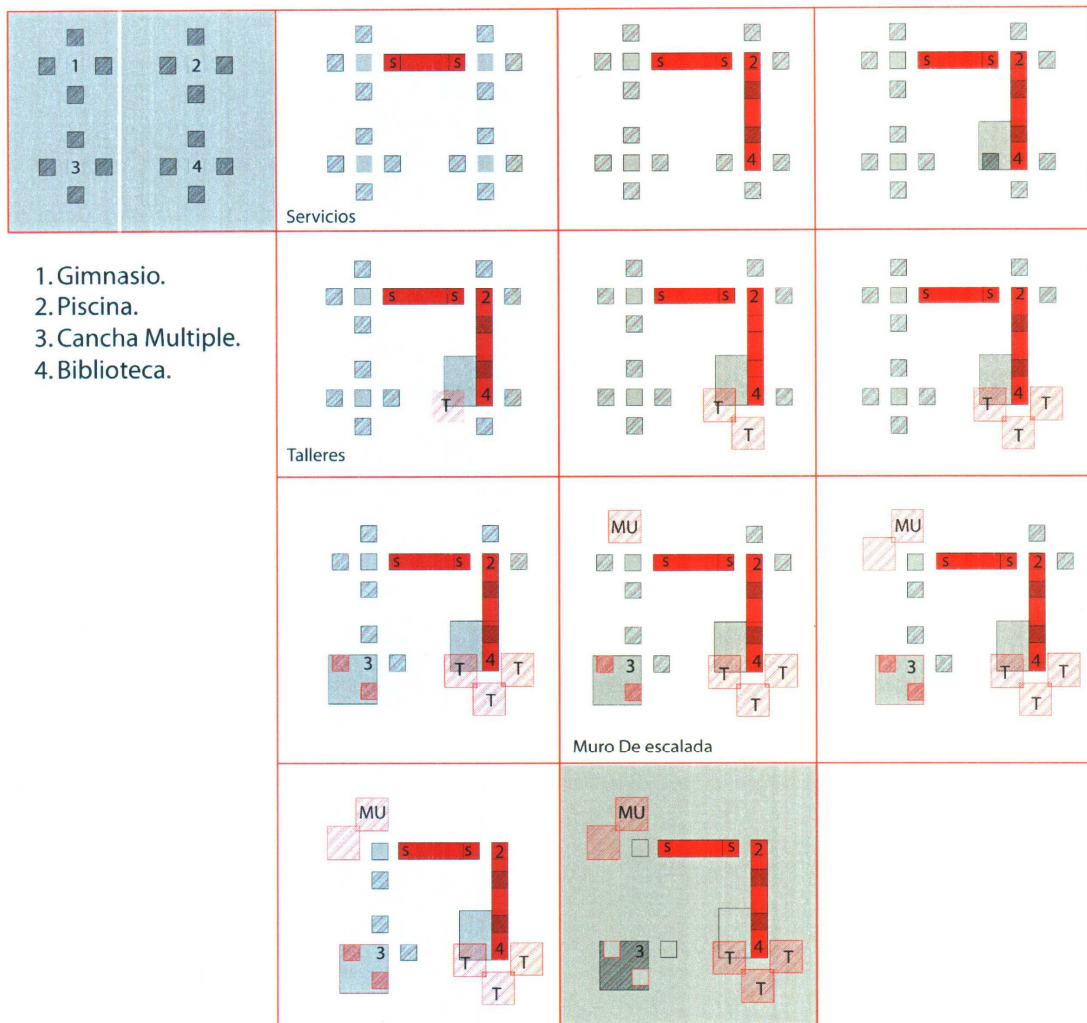 1 2
3 4
S S
Servicios
S S 2
4
S S 2
4
1. Gimnasio.
2. Piscina.
3. Cancha Multiple.
4. Biblioteca.
S S 2
4
T
Talleres
S S 2
4
T
T
S S 2
4
T T
T
S S 2
3 4
T T
T
MU
S S 2
3 4
T T
T
Muro De escalada
MU
S S 2
3 4
T T
T
MU
S S 2
3 4
T T
T
MU
S S 2
3 4
T T
T